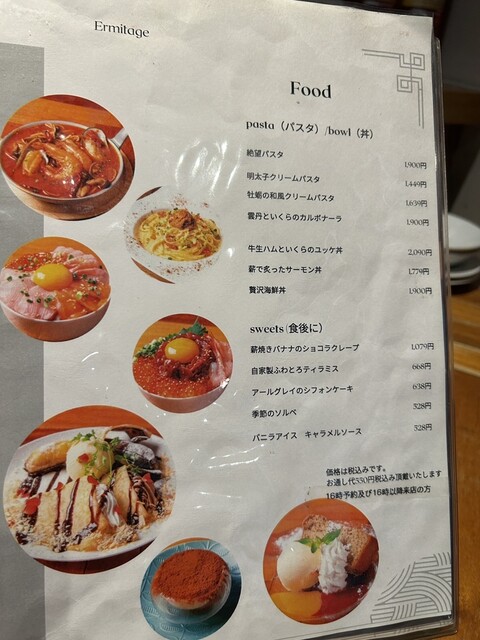 Ermitage
Food
pasta（パスタ）/bowl（丼）
絶望パスタ 1,900円
明太子クリームパスタ 1,449円
牡蛎の和風クリームパスタ 1,639円
雲丹といくらのカルボナーラ 1,900円
牛生ハムといくらのユッケ丼 2,090円
薪で炙ったサーモン丼 1,779円
贅沢海鮮丼 1,900円
sweets(食後に）
薪焼きバナナのショコラクレープ 1,079円
自家製ふわとろティラミス 668円
アールグレイのシフォンケーキ 638円
季節のソルベ 328円
バニラアイス キャラメルソース 328円
価格は税込みです。
お通し代550円税込み頂戴いたします
16時予約及び16時以降来店の方